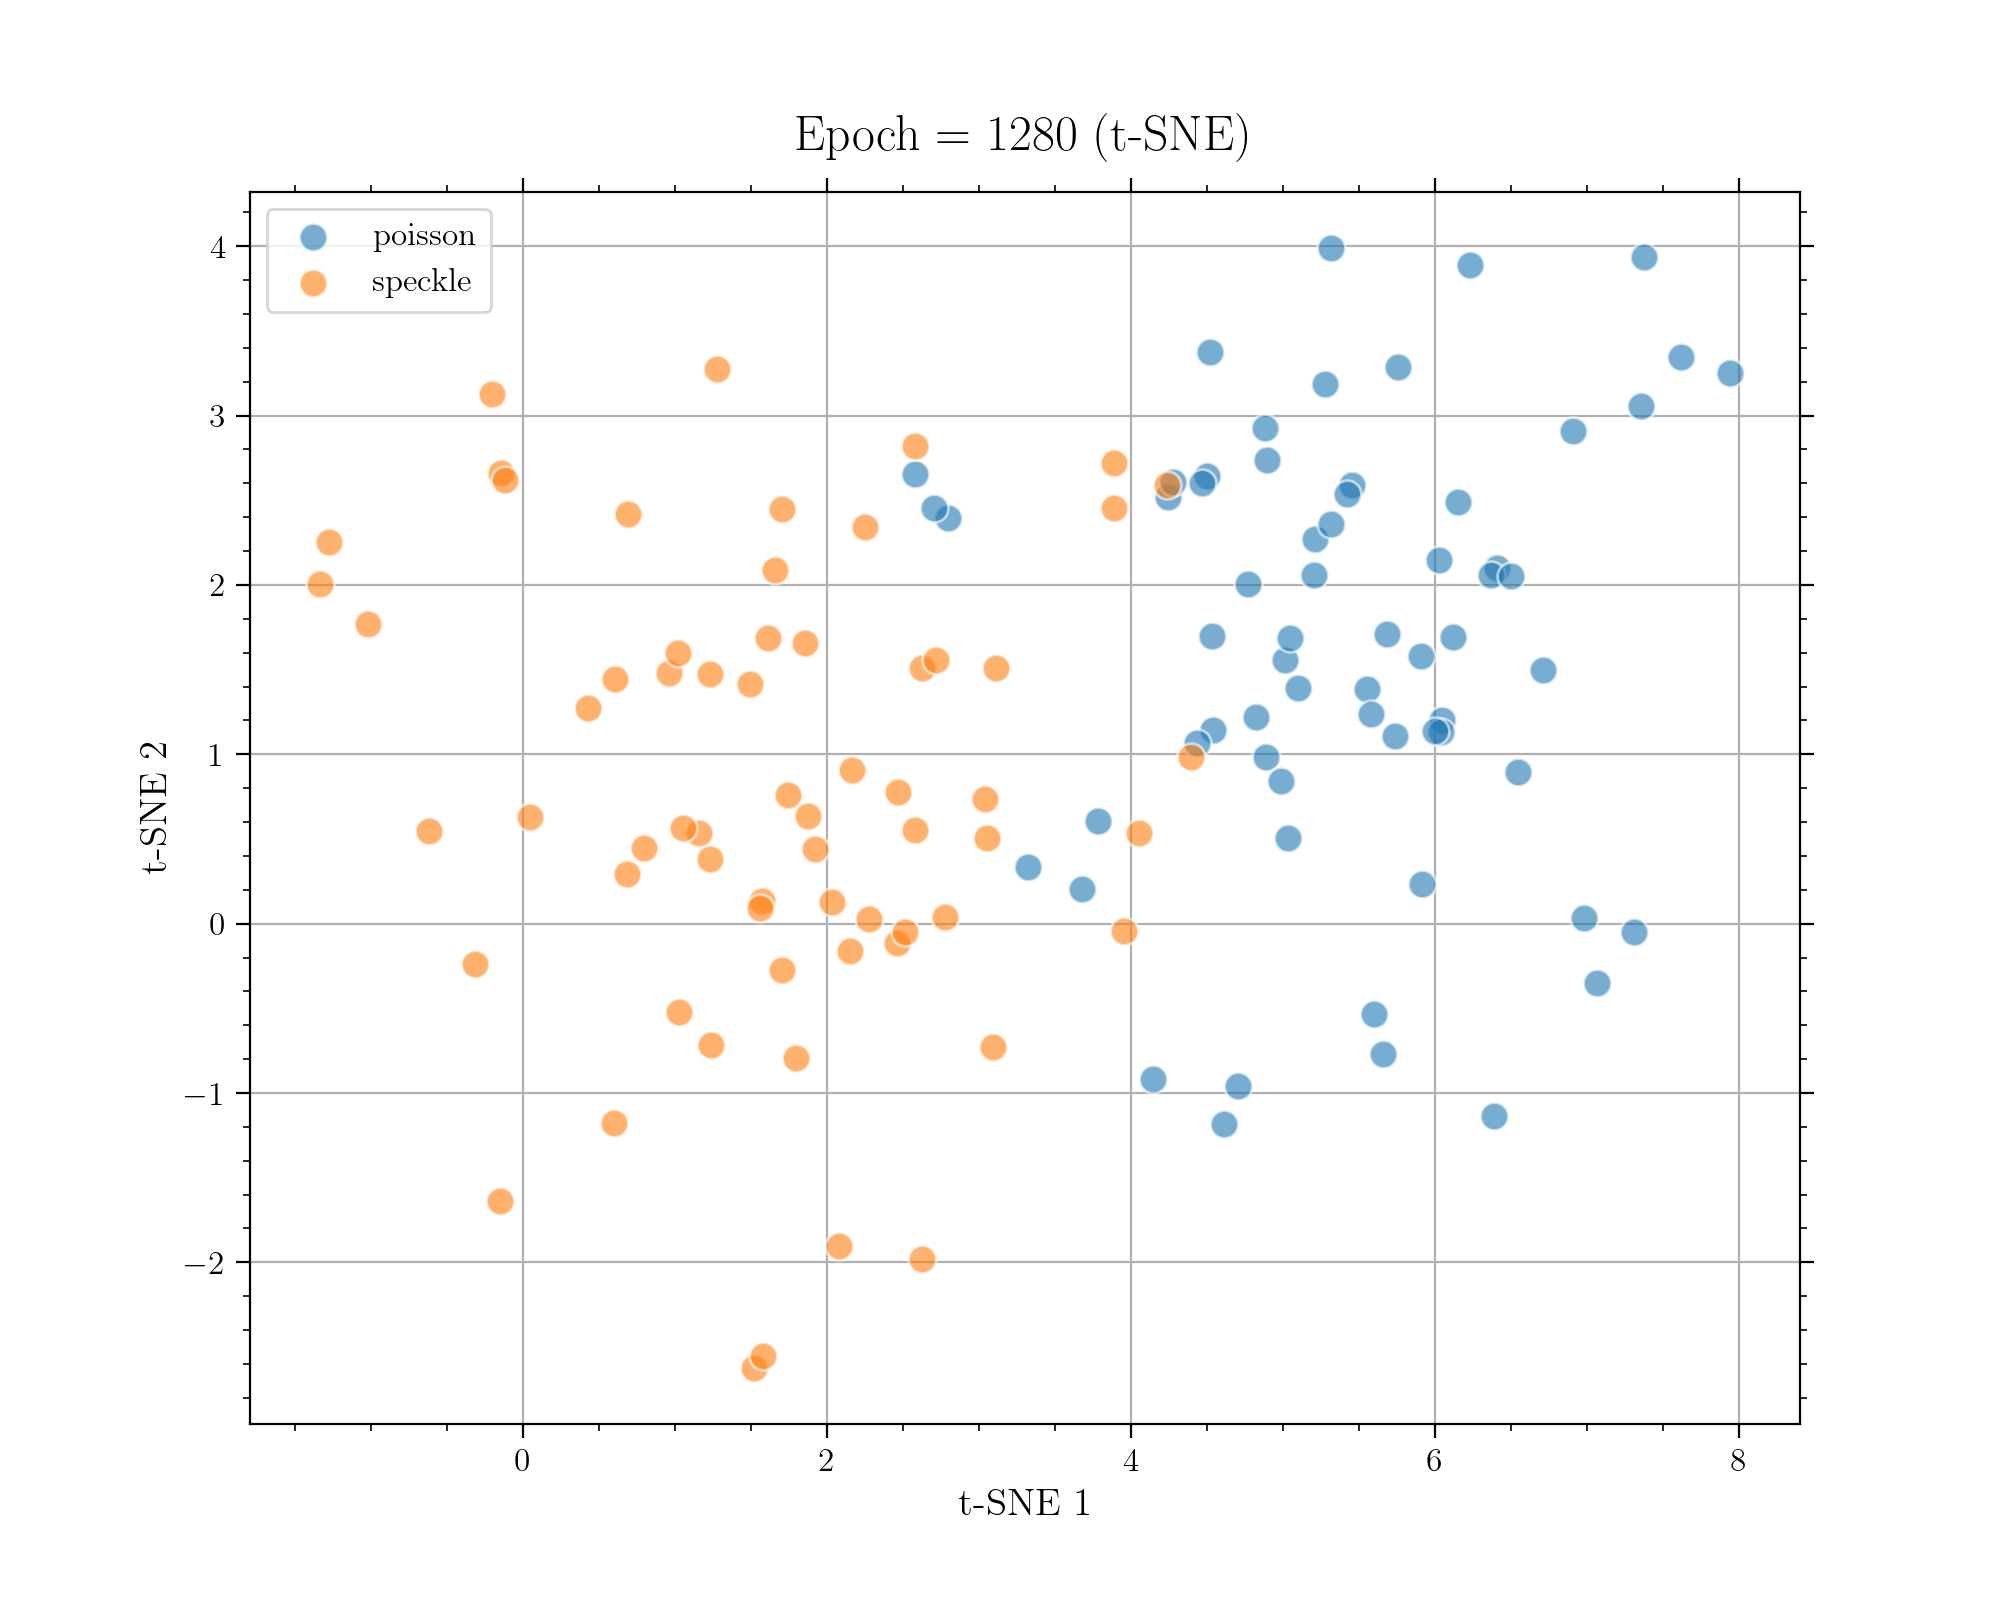 Epoch = 1280 (t-SNE)
poisson
speckle
4
3
2
1
0
−1
−2
t-SNE 2
0 2 4 6 8
t-SNE 1